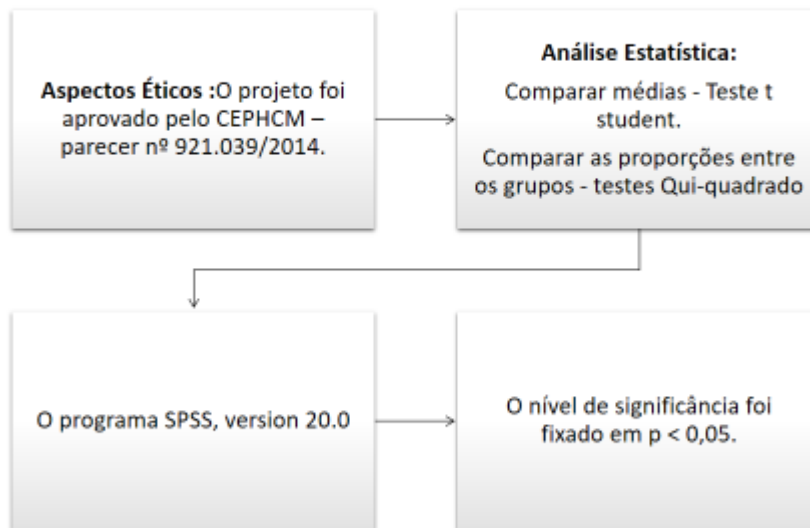 Aspectos Éticos :O projeto foi
aprovado pelo CEPHCM –
parecer nº 921.039/2014.
Análise Estatística:
Comparar médias - Teste t
student.
Comparar as proporções entre
os grupos - testes Qui-quadrado
O programa SPSS, version 20.0
O nível de significância foi
fixado em p < 0,05.